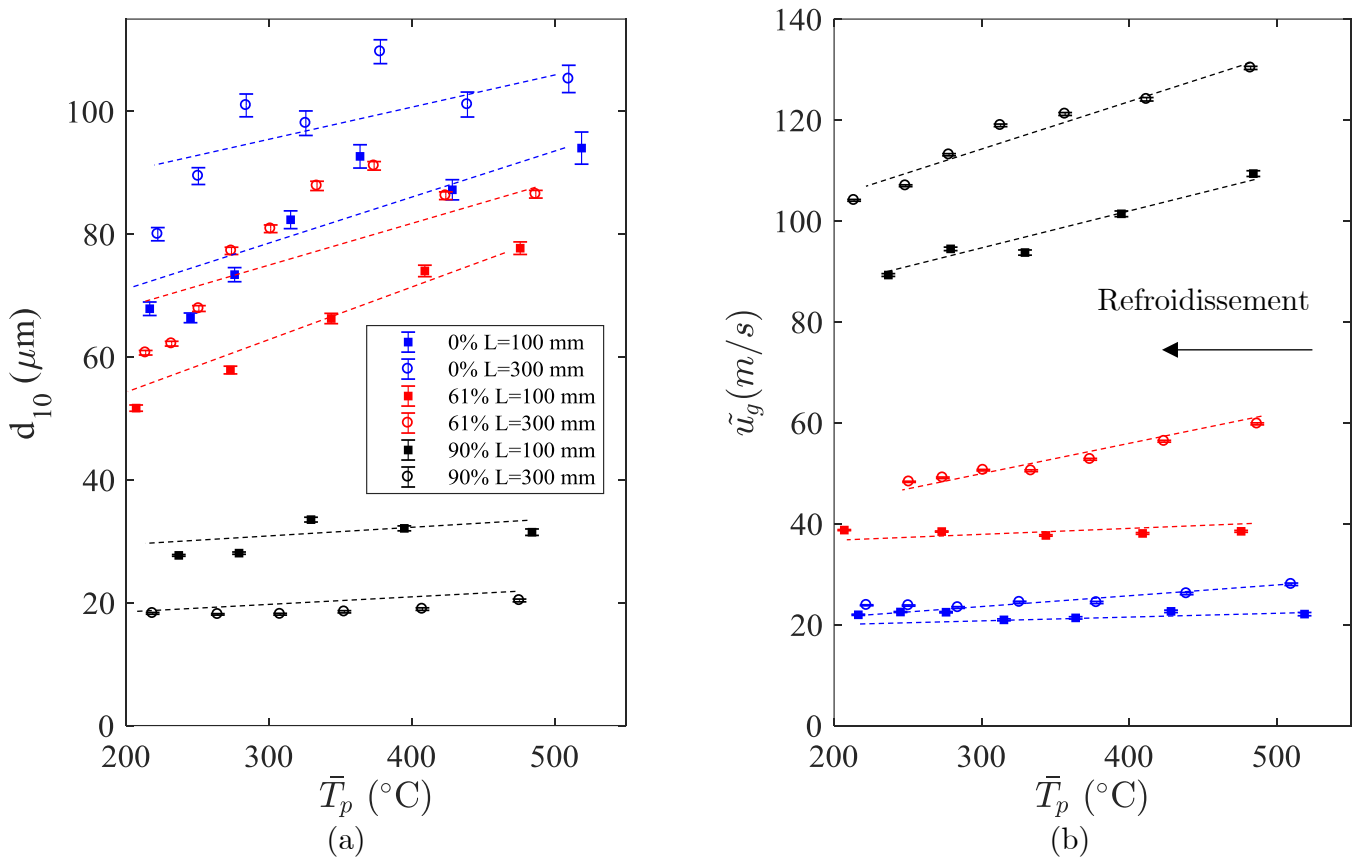 100
80
60
40
20
0
200
300
400
500
d10 (μm)
T̄p (°C)
(a)
0% L=100 mm
0% L=300 mm
61% L=100 mm
61% L=300 mm
90% L=100 mm
90% L=300 mm
140
120
100
80
60
40
20
0
200
300
400
500
ũg(m/s)
T̄p (°C)
(b)
Refroidissement